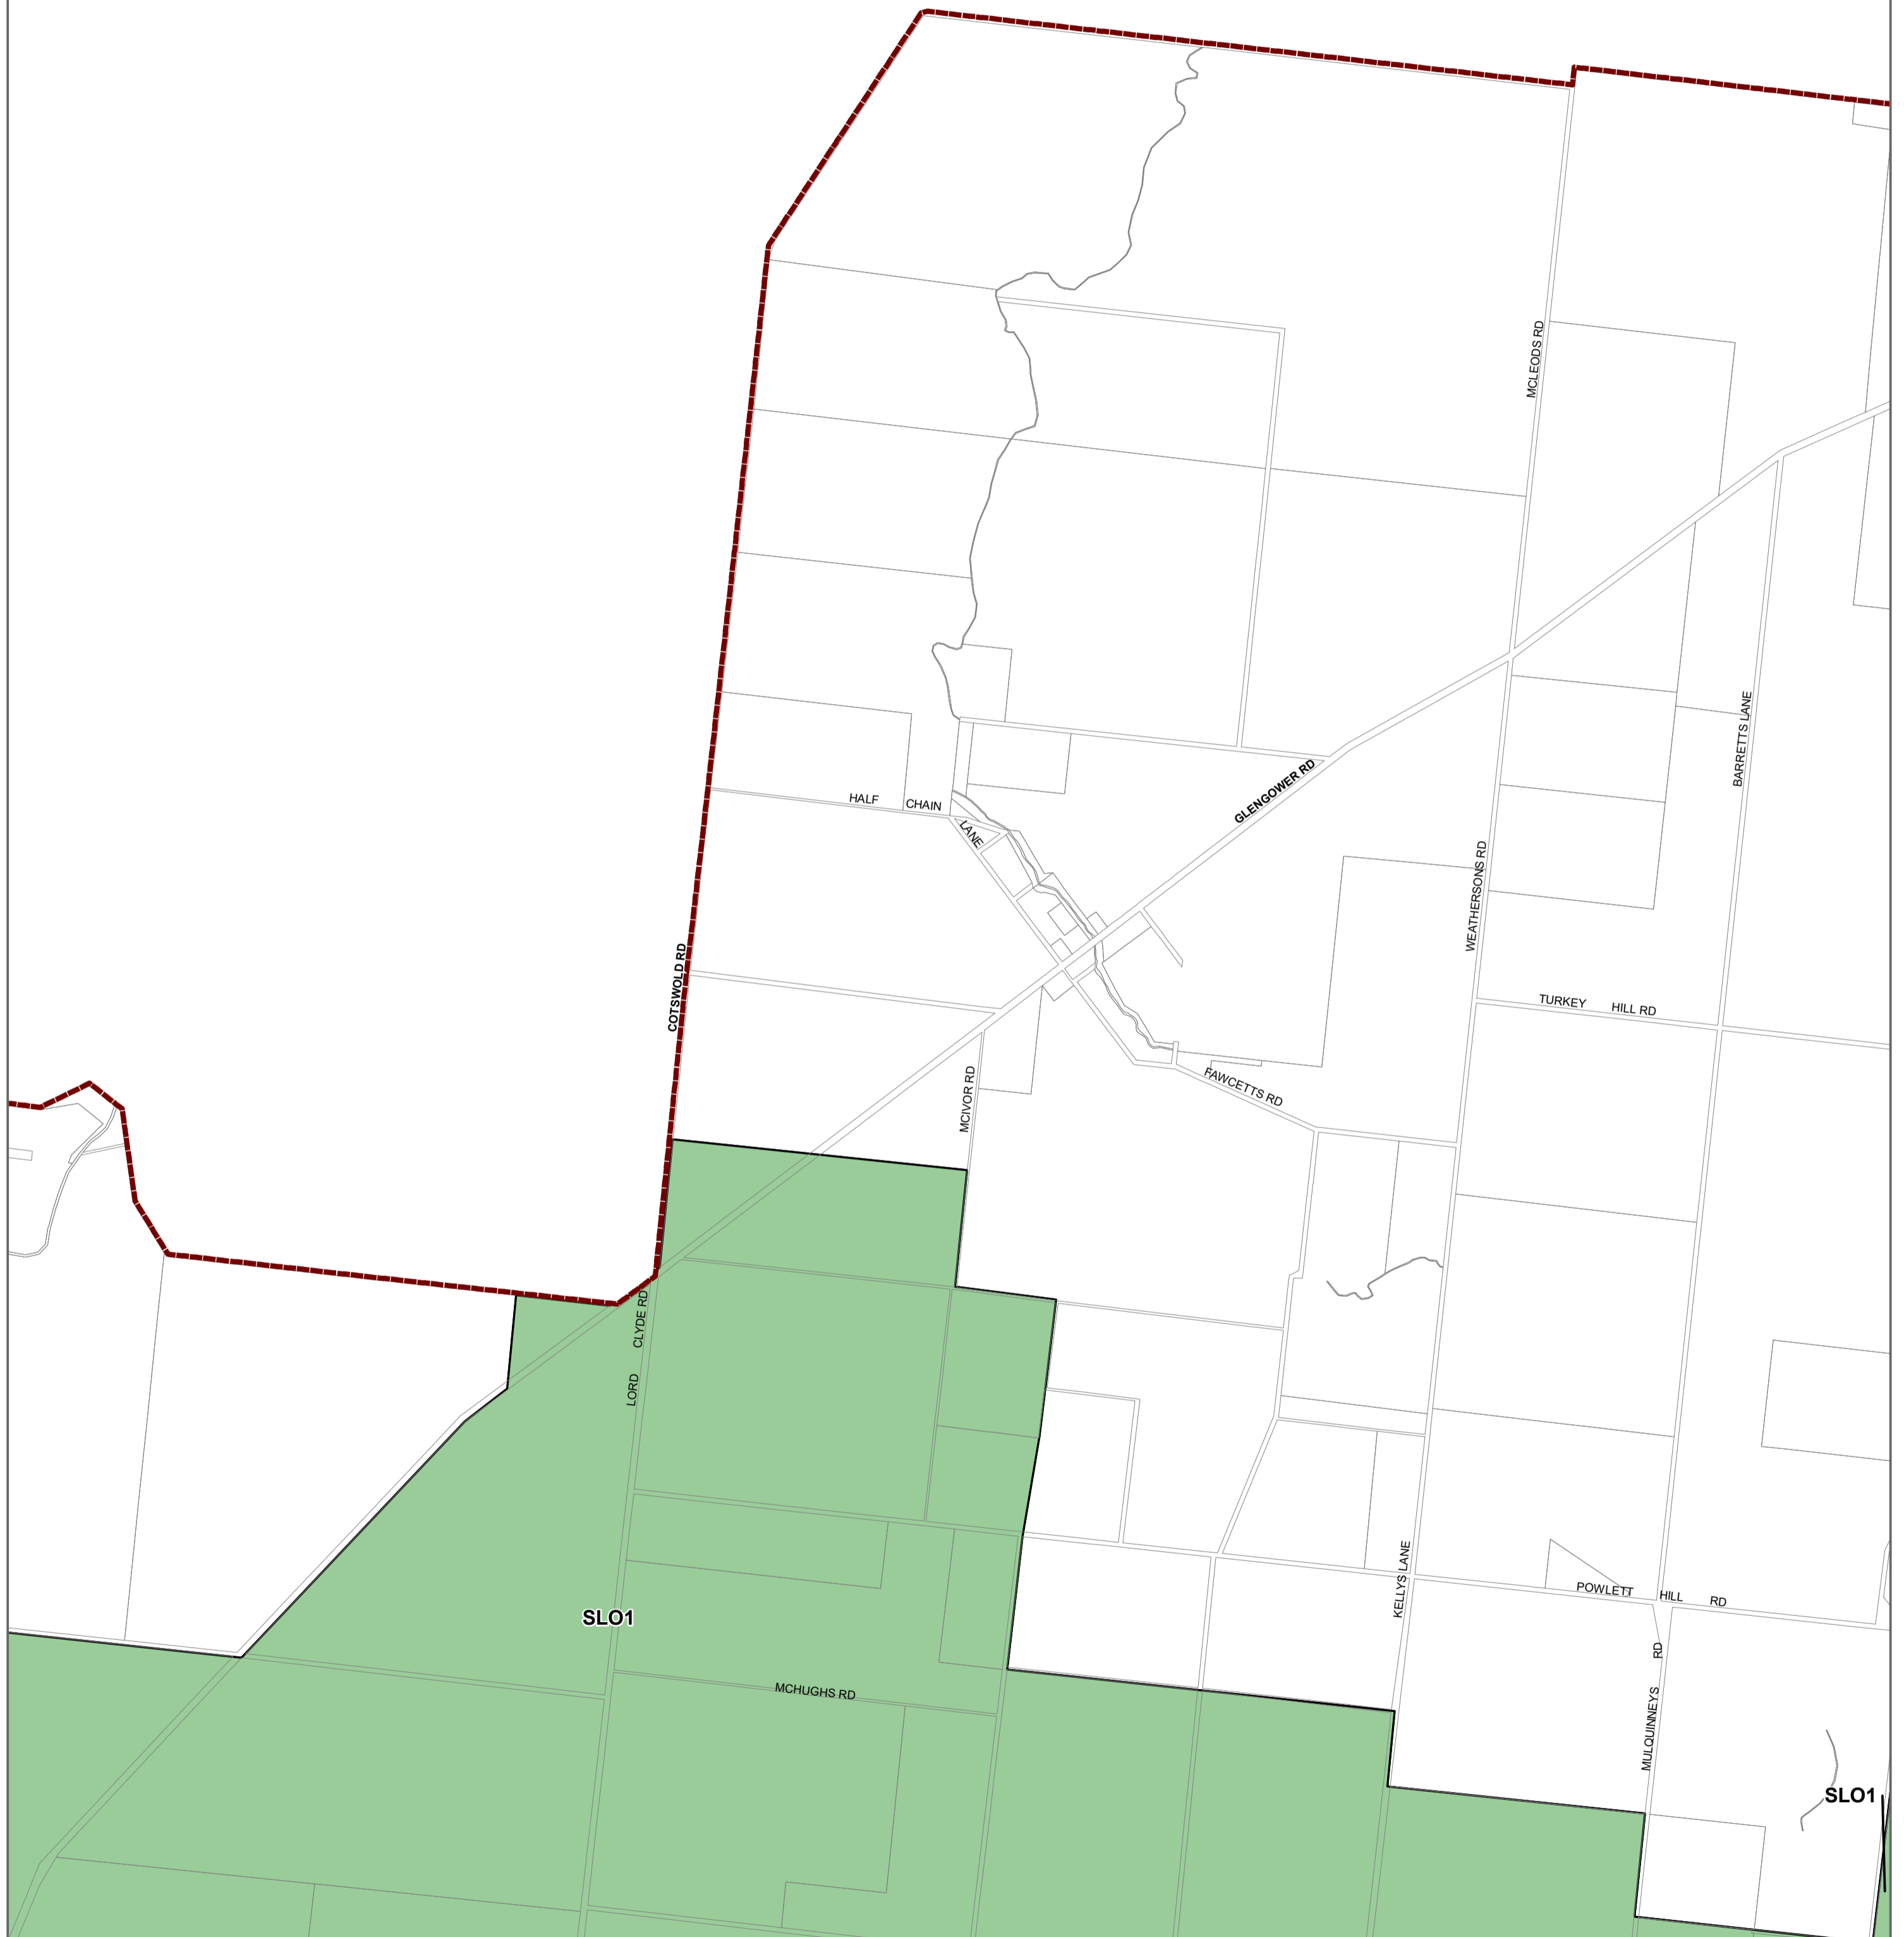 MCLEODS RD
BARRETTS LANE
GLENGOWER RD
HALF CHAIN
LANE
WEATHERSONS RD
COTSWOLD RD
TURKEY HILL RD
MCIVOR RD
FAWCETTS RD
LORD CLYDE RD
KELLYS LANE
POWLETT HILL RD
SLO1
MCHUGHS RD
MULQUINNEYS RD
SLO1